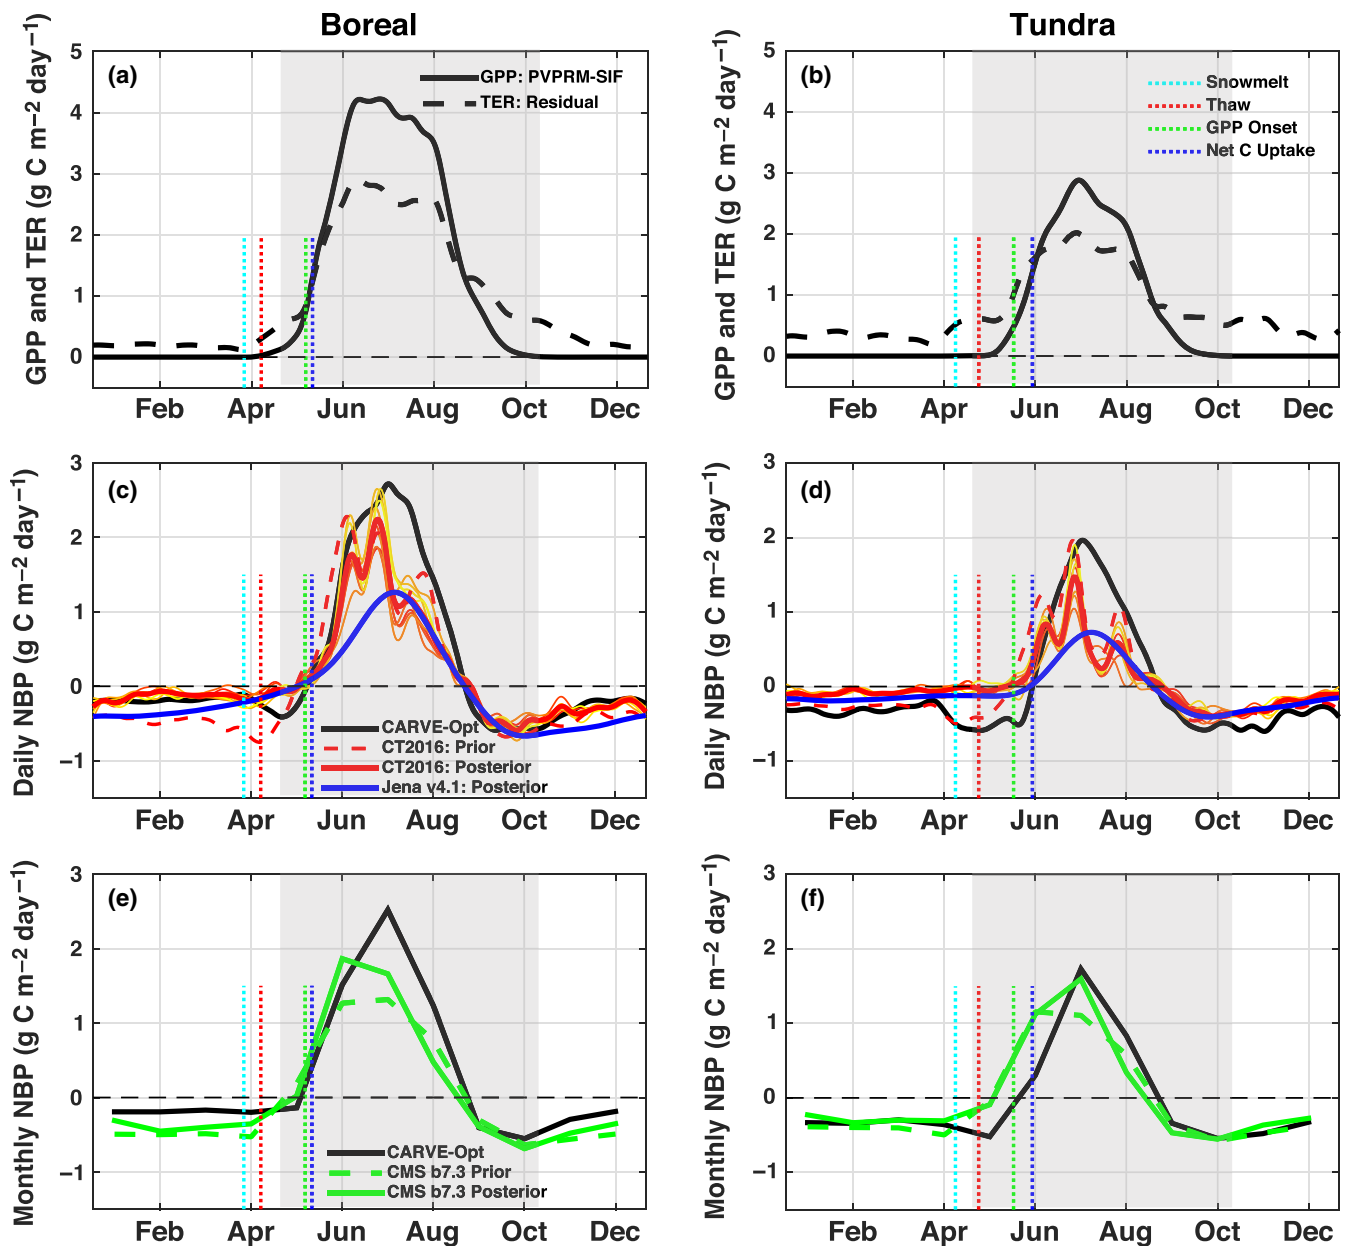 Boreal
Tundra
GPP and TER (g C m−2 day−1)
5
4
3
2
1
0
(a)
GPP: PVPRM-SIF
TER: Residual
Feb Apr Jun Aug Oct Dec
GPP and TER (g C m−2 day−1)
5
4
3
2
1
0
(b)
Snowmelt
Thaw
GPP Onset
Net C Uptake
Feb Apr Jun Aug Oct Dec
Daily NBP (g C m−2 day−1)
3
2
1
0
−1
(c)
CARVE-Opt
CT2016: Prior
CT2016: Posterior
Jena v4.1: Posterior
Feb Apr Jun Aug Oct Dec
Daily NBP (g C m−2 day−1)
3
2
1
0
−1
(d)
Feb Apr Jun Aug Oct Dec
Monthly NBP (g C m−2 day−1)
3
2
1
0
−1
(e)
CARVE-Opt
CMS b7.3 Prior
CMS b7.3 Posterior
Feb Apr Jun Aug Oct Dec
Monthly NBP (g C m−2 day−1)
3
2
1
0
−1
(f)
Feb Apr Jun Aug Oct Dec